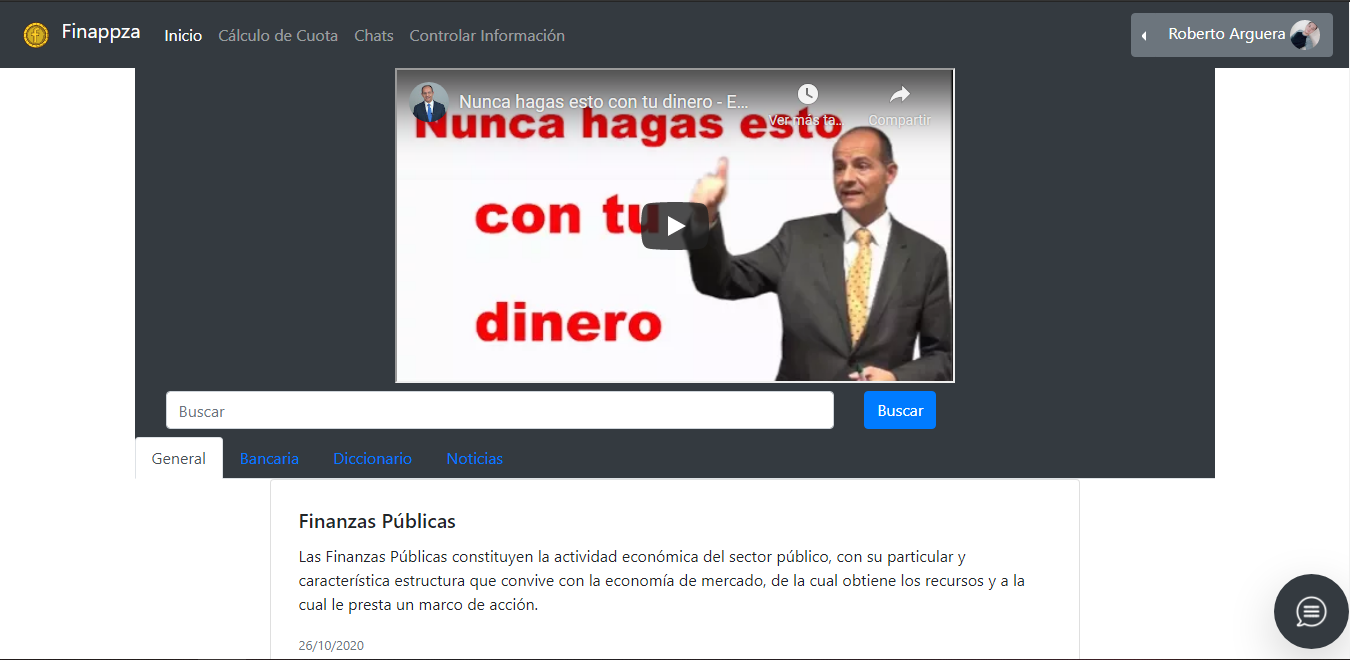 Finappza Inicio Cálculo de Cuota Chats Controlar Información Roberto Arguera
Nunca hagas esto con tu dinero - E...
Ver más ta... Compartir
Nunca hagas esto
con tu
dinero
Buscar Buscar
General Bancaria Diccionario Noticias
Finanzas Públicas
Las Finanzas Públicas constituyen la actividad económica del sector público, con su particular y
característica estructura que convive con la economía de mercado, de la cual obtiene los recursos y a la
cual le presta un marco de acción.
26/10/2020